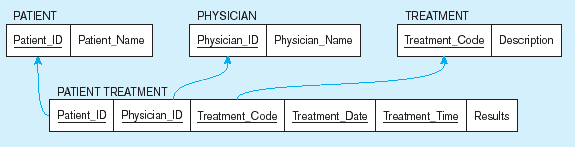 PATIENT PHYSICIAN TREATMENT
Patient_ID Patient_Name Physician_ID Physician_Name Treatment_Code Description
PATIENT TREATMENT
Patient_ID Physician_ID Treatment_Code Treatment_Date Treatment_Time Results